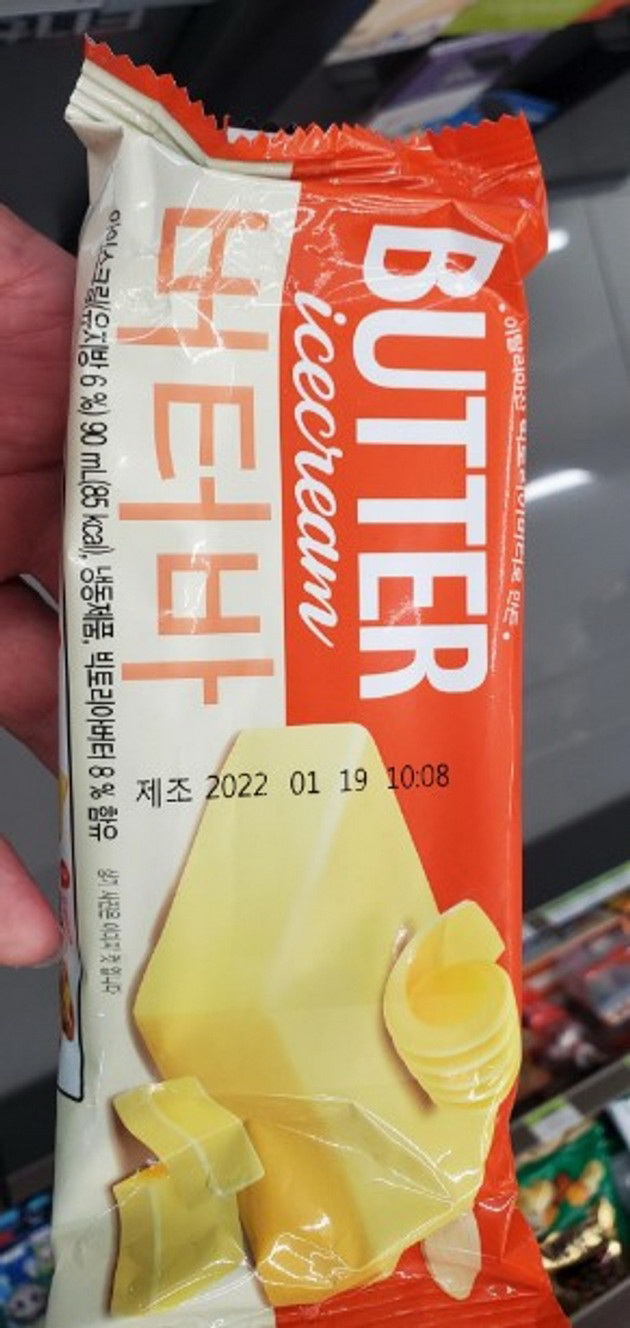 BUTTER
icecream
버터바
아이스크림(유지방 6 %) 90 mL(85 kcal), 냉동제품, 빅토리아버터 8 % 함유
제조 2022 01 19 10:08